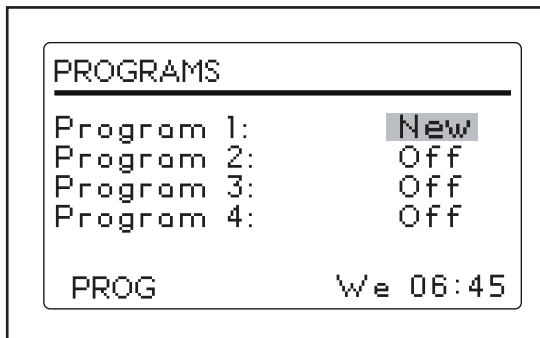 PROGRAMS
Program 1: New
Program 2: Off
Program 3: Off
Program 4: Off
PROG We 06:45